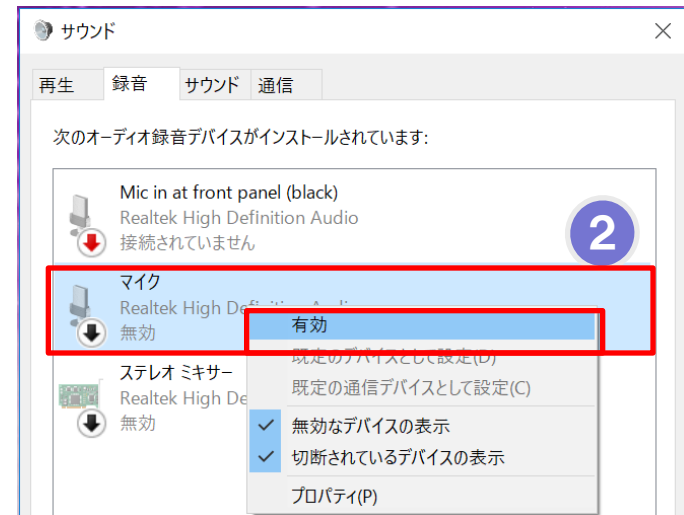 サウンド
再生 録音 サウンド 通信
次のオーディオ録音デバイスがインストールされています:
Mic in at front panel (black)
Realtek High Definition Audio
接続されていません
2
マイク
Realtek High Definition Audio
無効
有効
既定のデバイスとして設定(D)
ステレオ ミキサー
Realtek High De
無効
既定の通信デバイスとして設定(C)
無効なデバイスの表示
切断されているデバイスの表示
プロパティ(P)